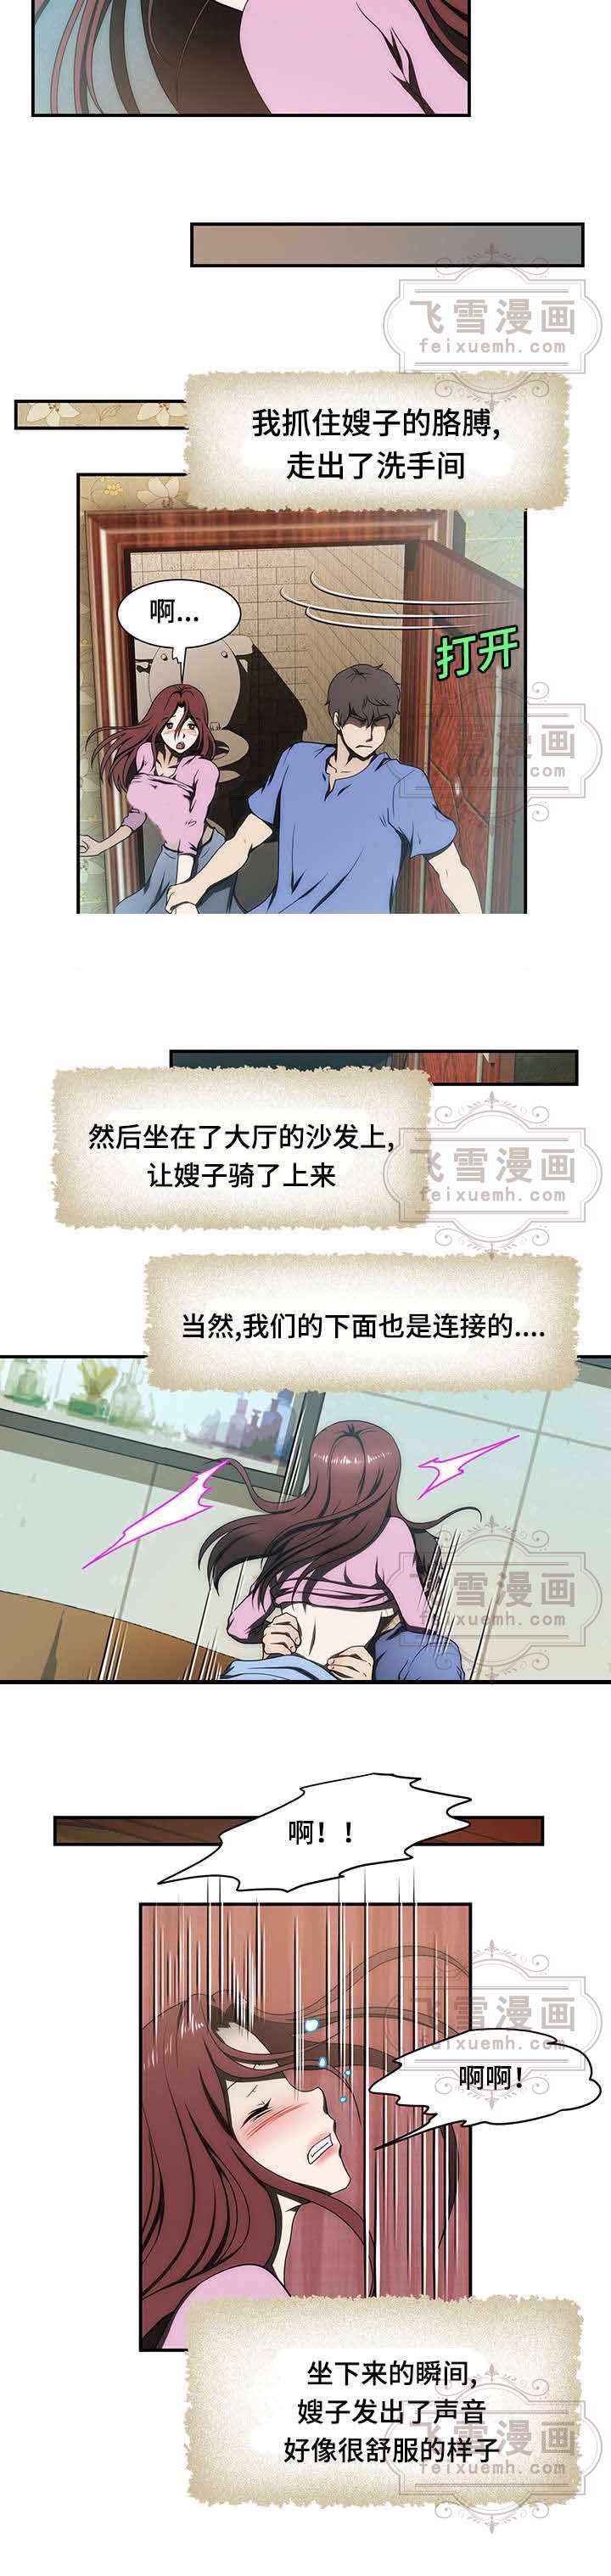 飞雪漫画
feixuemh.com
我抓住嫂子的胳膊,
走出了洗手间
啊...
打开
飞雪漫画
feixuemh.com
然后坐在了大厅的沙发上,
让嫂子骑了上来
飞雪漫画
feixuemh.com
当然,我们的下面也是连接的....
飞雪漫画
feixuemh.com
啊！！
飞雪漫画
feixuemh.com
啊啊！
坐下来的瞬间,
嫂子发出了声音
好像很舒服的样子
飞雪漫画
feixuemh.com